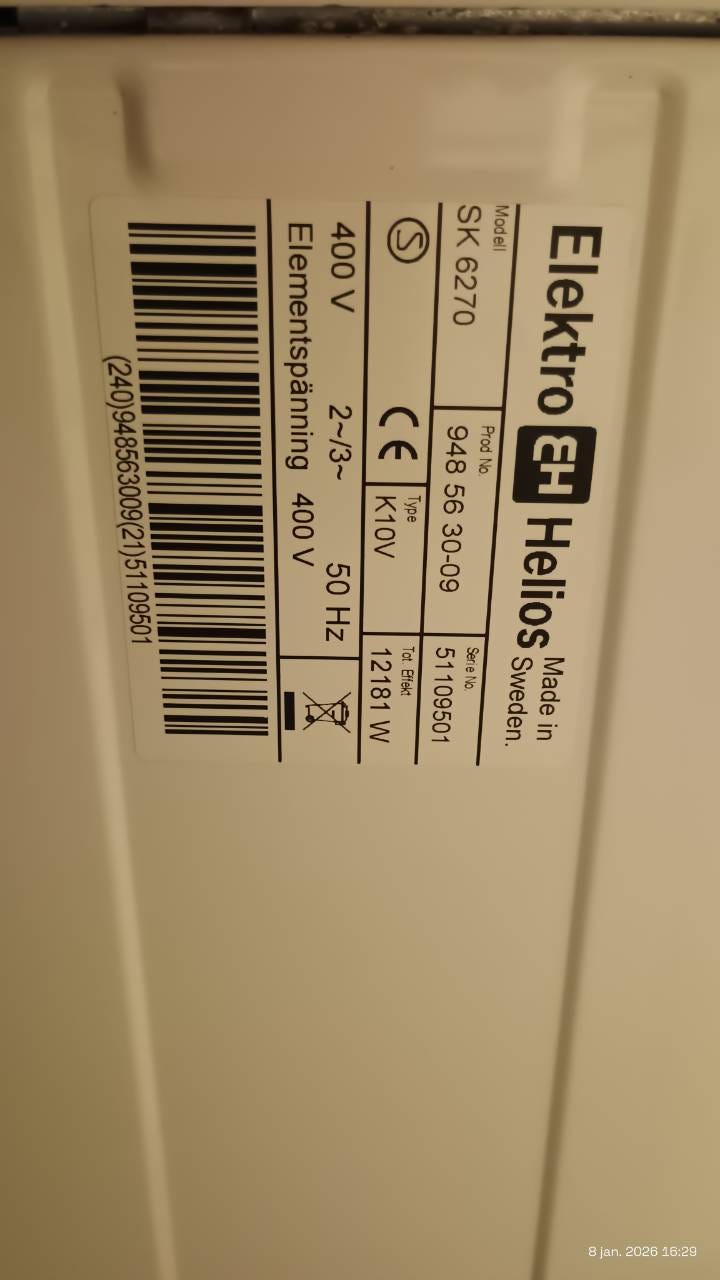 Elektro EH Helios Made in Sweden.
Modell Prod No. Serie No.
SK 6270 948 56 30-09 51109501
S CE Type K10V Tot. Effekt 12181 W
400 V 2~/3~ 50 Hz
Elementspänning 400 V
(240)948563009(21)51109501
8 jan. 2026 16:29